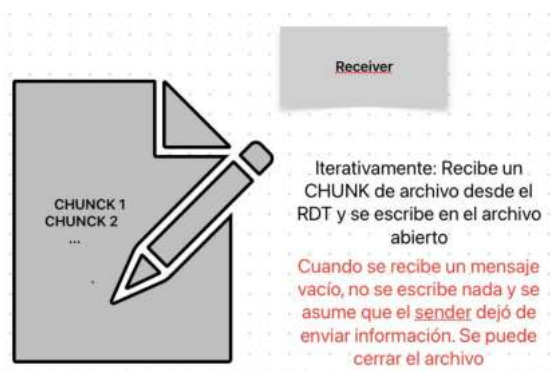 Receiver
CHUNCK 1
CHUNCK 2
...
Iterativamente: Recibe un
CHUNK de archivo desde el
RDT y se escribe en el archivo
abierto
Cuando se recibe un mensaje
vacío, no se escribe nada y se
asume que el sender dejó de
enviar información. Se puede
cerrar el archivo